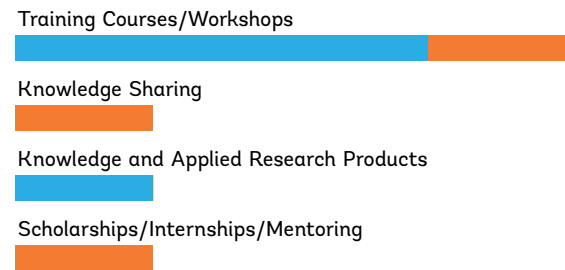 Training Courses/Workshops
Knowledge Sharing
Knowledge and Applied Research Products
Scholarships/Internships/Mentoring